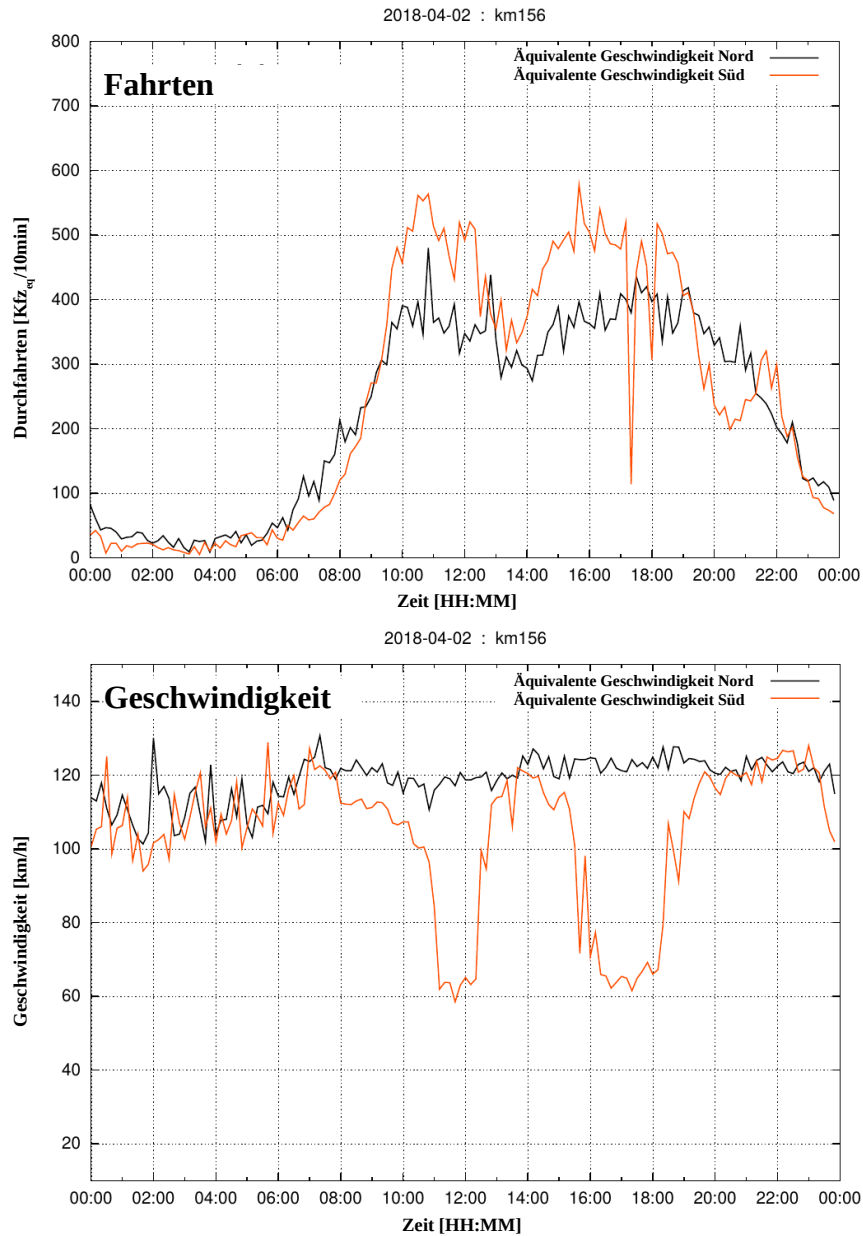 2018-04-02 : km156
800
Äquivalente Geschwindigkeit Nord
Äquivalente Geschwindigkeit Süd
Fahrten
700
600
500
400
300
200
100
0
Durchfahrten [Kfzeq/10min]
00:00 02:00 04:00 06:00 08:00 10:00 12:00 14:00 16:00 18:00 20:00 22:00 00:00
Zeit [HH:MM]
2018-04-02 : km156
Äquivalente Geschwindigkeit Nord
Äquivalente Geschwindigkeit Süd
Geschwindigkeit
140
120
100
80
60
40
20
Geschwindigkeit [km/h]
00:00 02:00 04:00 06:00 08:00 10:00 12:00 14:00 16:00 18:00 20:00 22:00 00:00
Zeit [HH:MM]